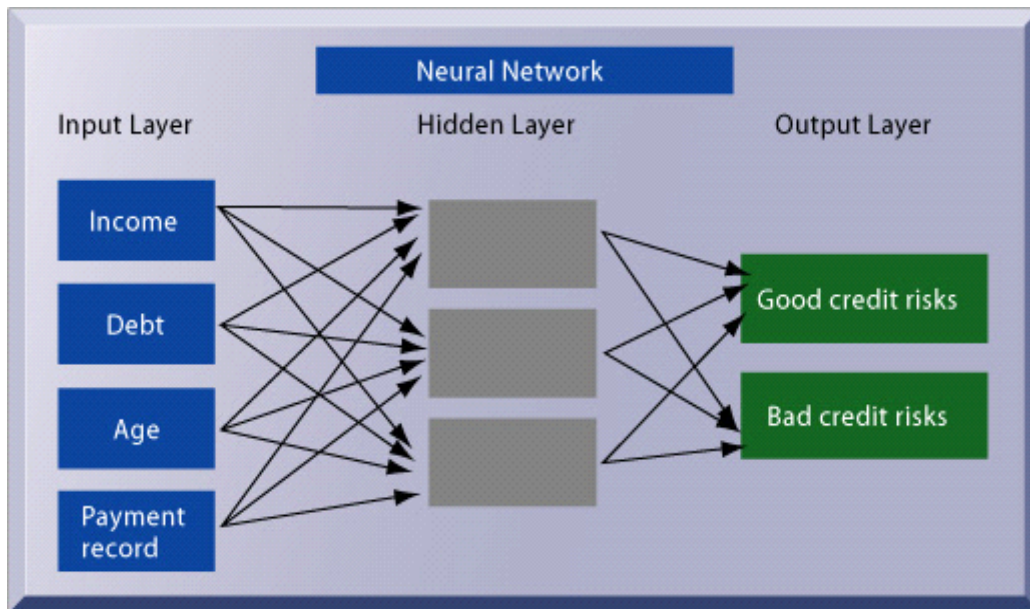 Neural Network
Input Layer
Hidden Layer
Output Layer
Income
Debt
Age
Payment
record
Good credit risks
Bad credit risks